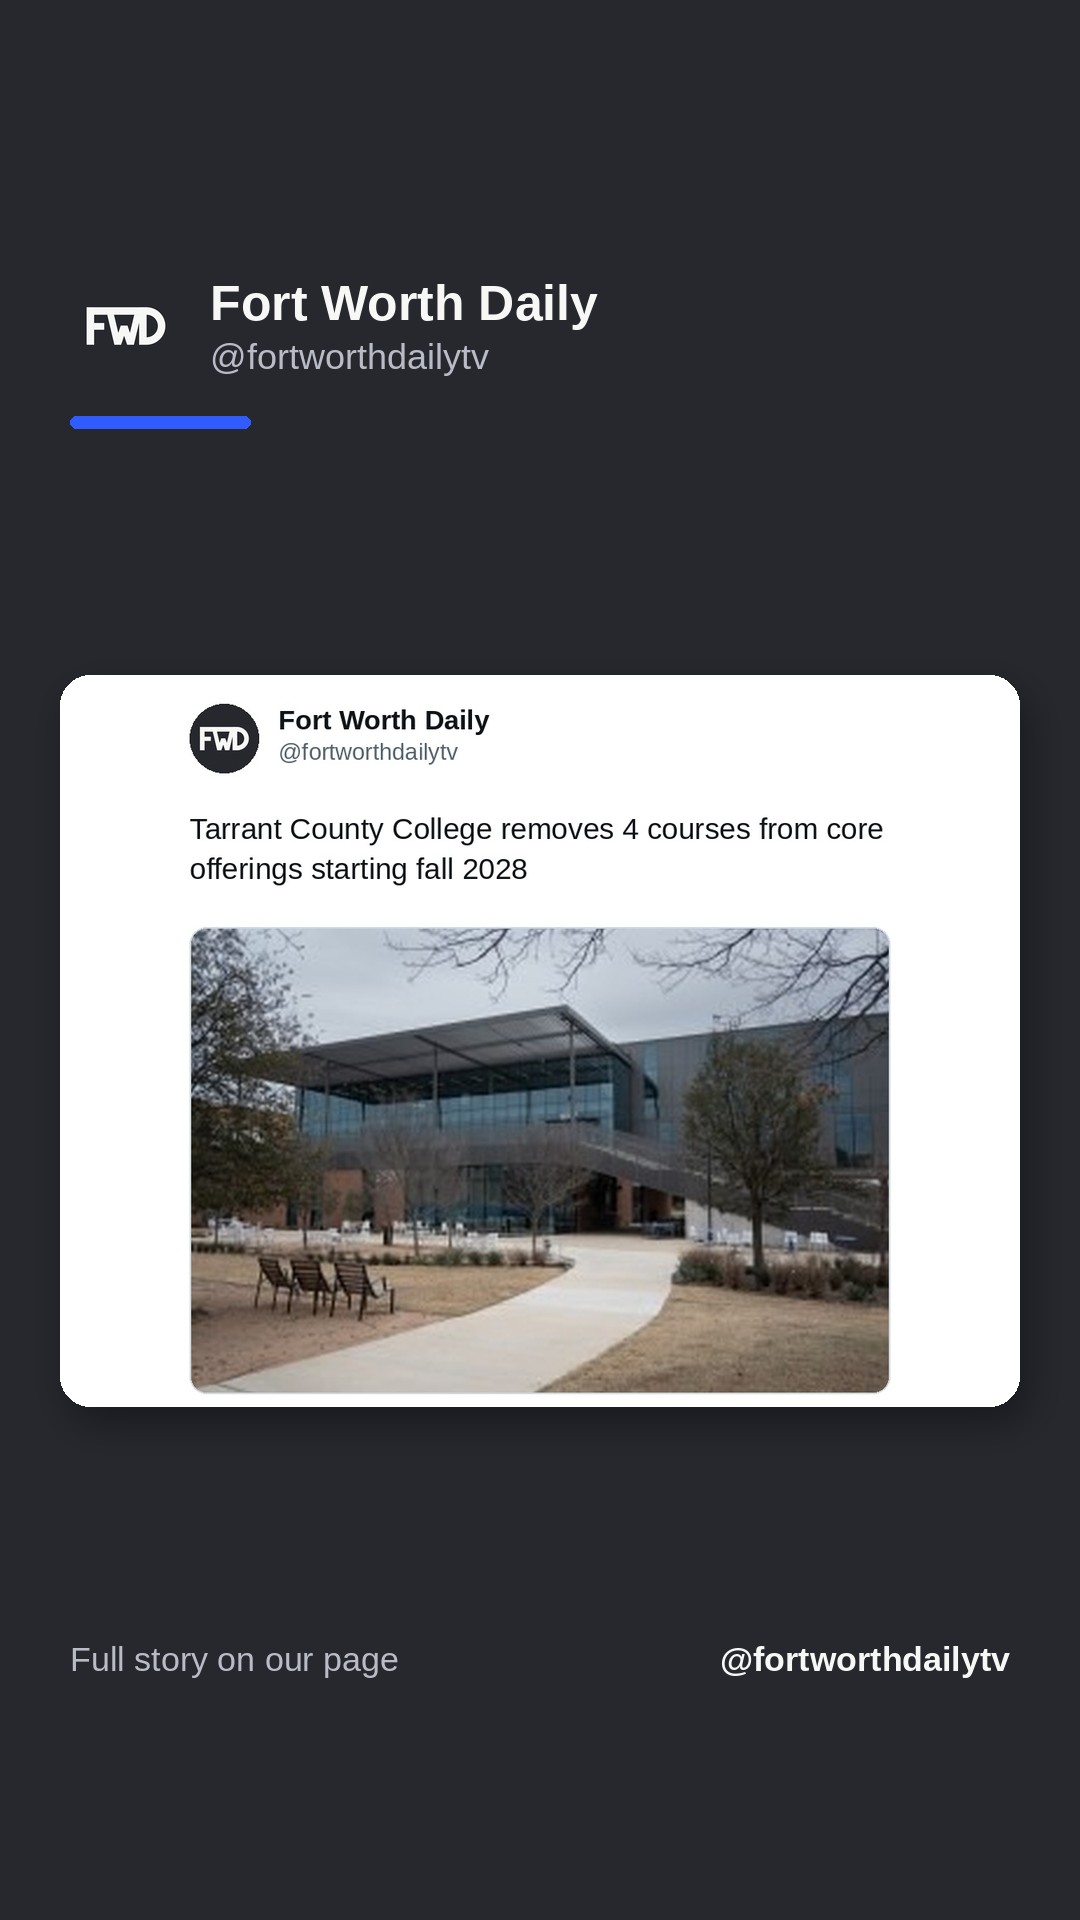 FWD
Fort Worth Daily
@fortworthdailytv
FWD
Fort Worth Daily
@fortworthdailytv
Tarrant County College removes 4 courses from core
offerings starting fall 2028
Full story on our page
@fortworthdailytv